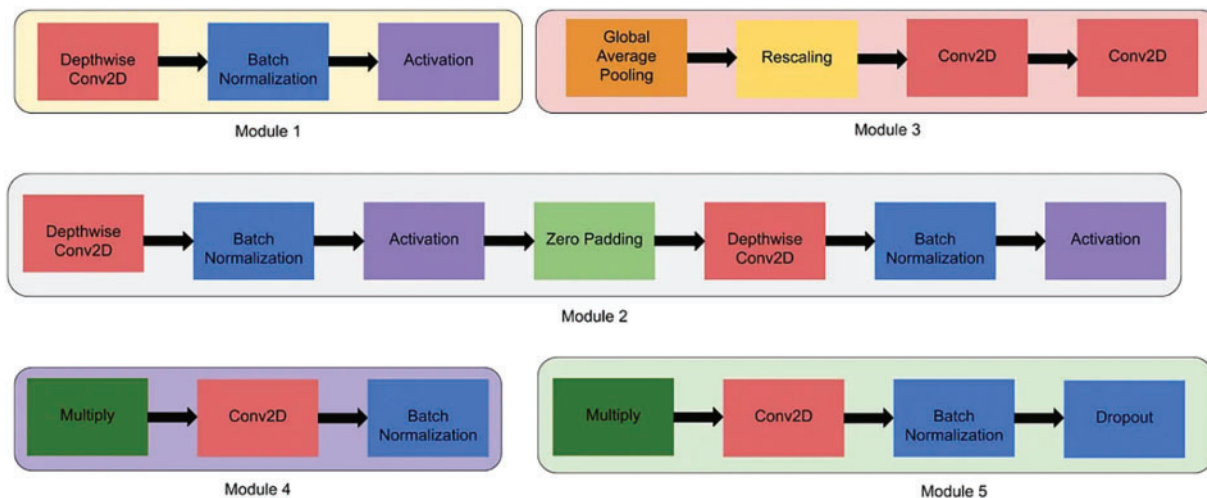 Depthwise
Conv2D
Batch
Normalization
Activation
Module 1
Global
Average
Pooling
Rescaling
Conv2D
Conv2D
Module 3
Depthwise
Conv2D
Batch
Normalization
Activation
Zero Padding
Depthwise
Conv2D
Batch
Normalization
Activation
Module 2
Multiply
Conv2D
Batch
Normalization
Module 4
Multiply
Conv2D
Batch
Normalization
Dropout
Module 5